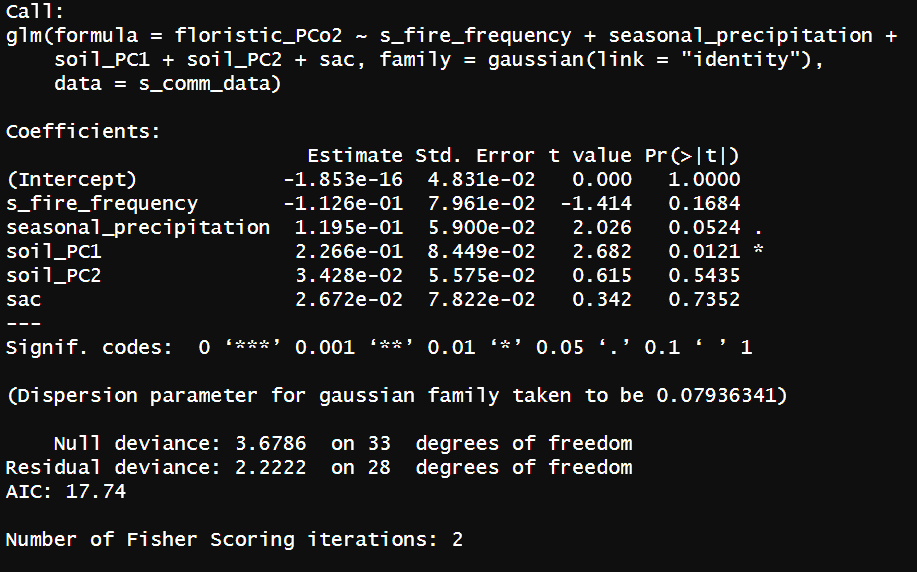 Call:
glm(formula = floristic_PCo2 ~ s_fire_frequency + seasonal_precipitation +
    soil_PC1 + soil_PC2 + sac, family = gaussian(link = "identity"),
    data = s_comm_data)

Coefficients:
                         Estimate Std. Error t value Pr(>|t|)
(Intercept)            -1.853e-16  4.831e-02   0.000   1.0000
s_fire_frequency       -1.126e-01  7.961e-02  -1.414   0.1684
seasonal_precipitation  1.195e-01  5.900e-02   2.026   0.0524 .
soil_PC1                2.266e-01  8.449e-02   2.682   0.0121 *
soil_PC2                3.428e-02  5.575e-02   0.615   0.5435
sac                     2.672e-02  7.822e-02   0.342   0.7352
---
Signif. codes:  0 ‘***’ 0.001 ‘**’ 0.01 ‘*’ 0.05 ‘.’ 0.1 ‘ ’ 1

(Dispersion parameter for gaussian family taken to be 0.07936341)

    Null deviance: 3.6786  on 33  degrees of freedom
Residual deviance: 2.2222  on 28  degrees of freedom
AIC: 17.74

Number of Fisher Scoring iterations: 2